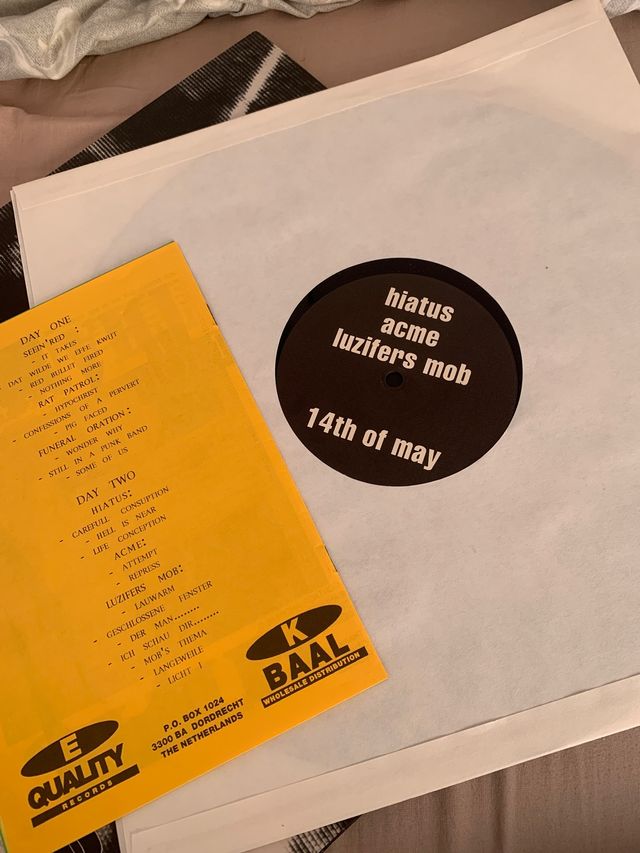 DAY ONE
SEEIN'RED :
- IT TAKES
DAT WILDE WE EFFE KWIJT
- RED BULLET FIRED
- NOTHING MORE
RAT PATROL:
- HYPOCHRIST
- CONFESSIONS OF A PERVERT
- PIG FACED
FUNERAL ORATION:
- WONDER WHY
- STILL IN A PUNK BAND
- SOME OF US
DAY TWO
HIATUS:
- CAREFULL CONSUPTION
- HELL IS NEAR
- LIFE CONCEPTION
ACME:
- ATTEMPT
- REPRESS
LUZIFERS MOB:
- LAUWARM
- GESCHLOSSENE FENSTER
- DER MAN........
- ICH SCHAU DIR........
- MOB'S THEMA
- LANGEWEILE
- LICHT I
E
QUALITY
RECORDS
P.O. BOX 1024
3300 BA DORDRECHT
THE NETHERLANDS
K
BAAL
WHOLESALE DISTRIBUTION
hiatus
acme
luzifers mob
14th of may